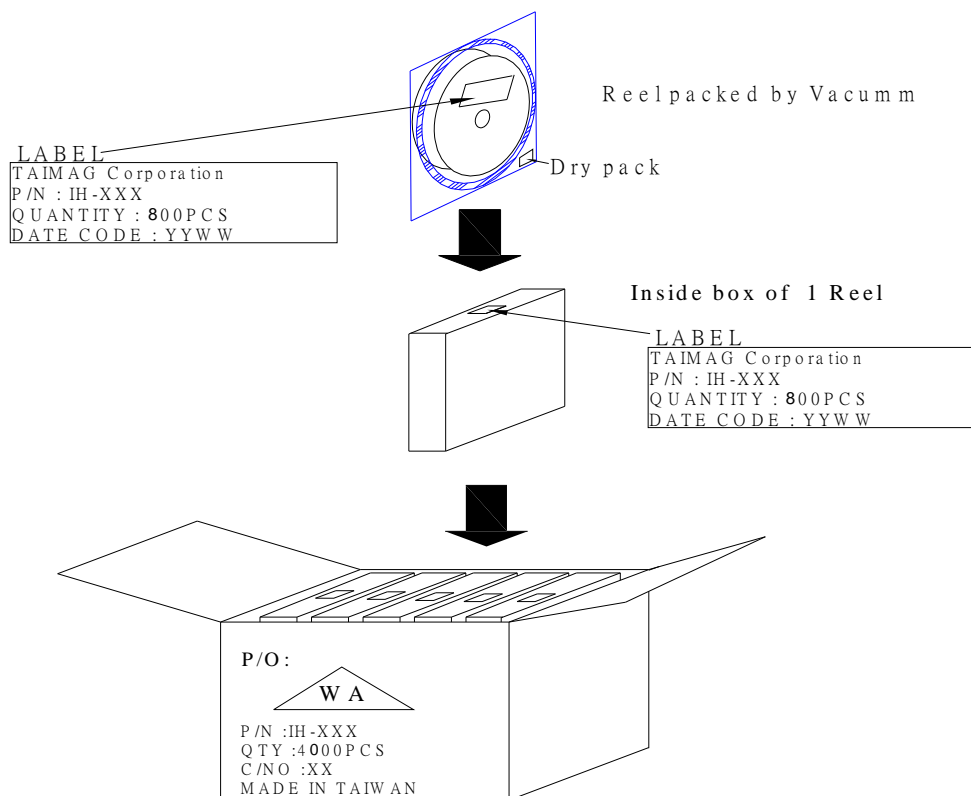 Reel packed by Vacumm
Dry pack
LABEL
TAIMAG Corporation
P/N : IH-XXX
QUANTITY : 800PCS
DATE CODE : YYWW
Inside box of 1 Reel
LABEL
TAIMAG Corporation
P/N : IH-XXX
QUANTITY : 800PCS
DATE CODE : YYWW
P/O:
WA
P/N :IH-XXX
QTY :4000PCS
C/NO :XX
MADE IN TAIWAN